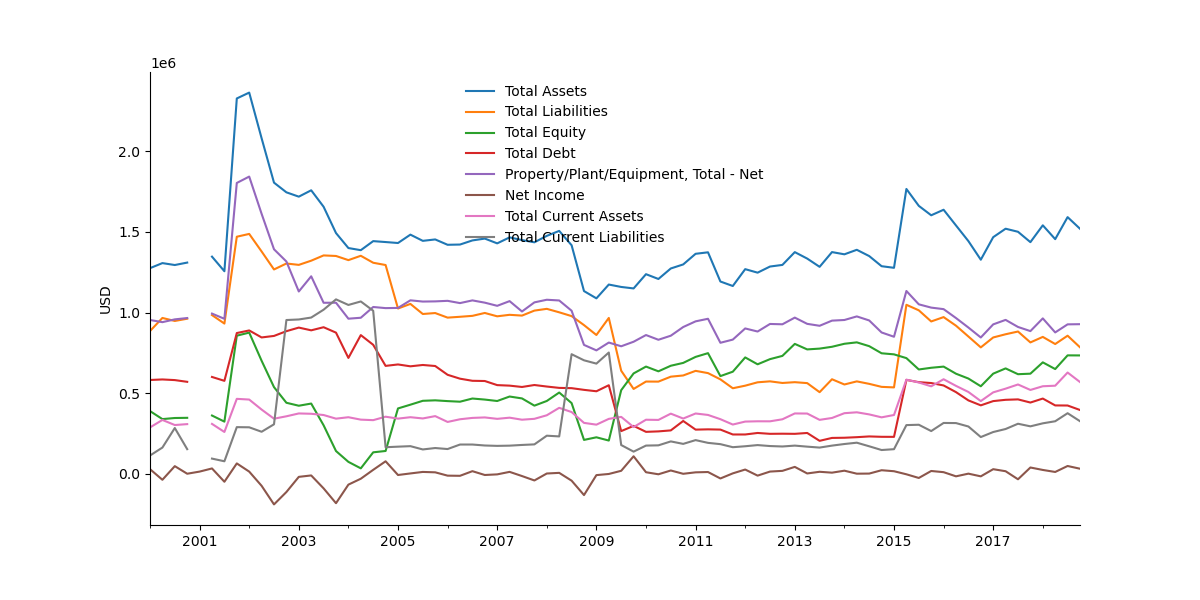 1e6
Total Assets
Total Liabilities
Total Equity
Total Debt
Property/Plant/Equipment, Total - Net
Net Income
Total Current Assets
Total Current Liabilities
USD
2.0
1.5
1.0
0.5
0.0
2001 2003 2005 2007 2009 2011 2013 2015 2017